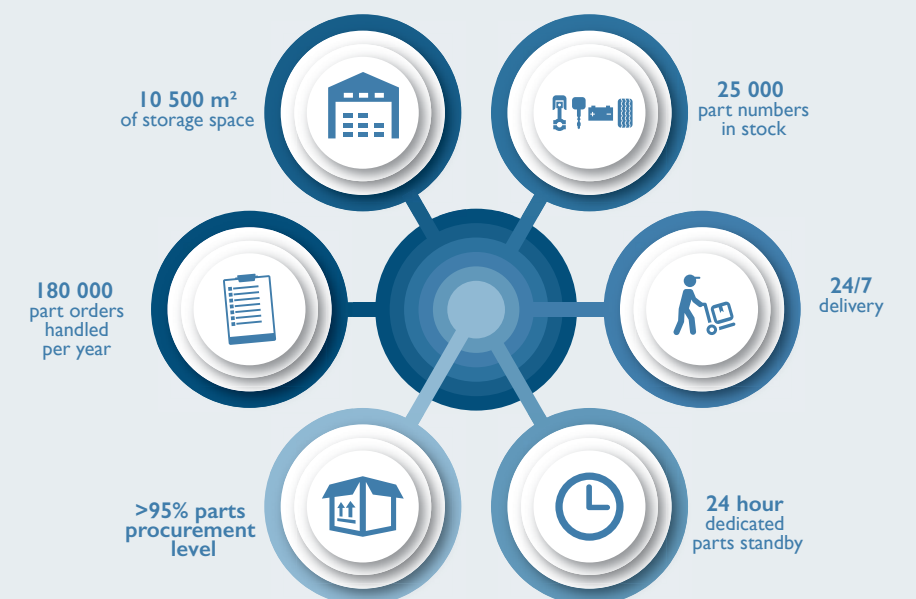 10 500 m²
of storage space
25 000
part numbers
in stock
180 000
part orders
handled
per year
24/7
delivery
>95% parts
procurement
level
24 hour
dedicated
parts standby